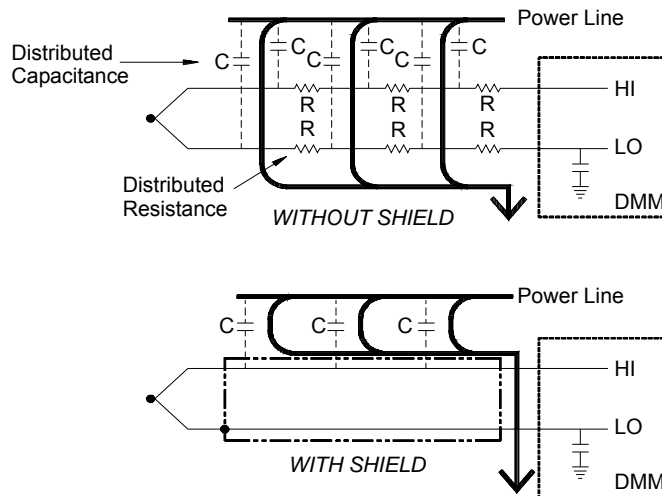 Power Line
Distributed
Capacitance
C
C
C
C
C
C
R
R
R
HI
R
R
R
LO
Distributed
Resistance
DMM
WITHOUT SHIELD
Power Line
C
C
C
HI
LO
WITH SHIELD
DMM